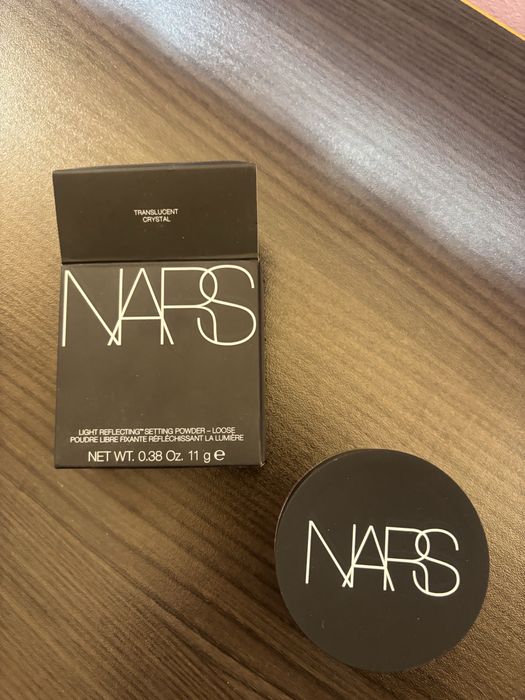 TRANSLUCENT
CRYSTAL
NARS
LIGHT REFLECTING™ SETTING POWDER – LOOSE
POUDRE LIBRE FIXANTE RÉFLÉCHISSANT LA LUMIÈRE
NET WT. 0.38 Oz. 11 g ℮
NARS